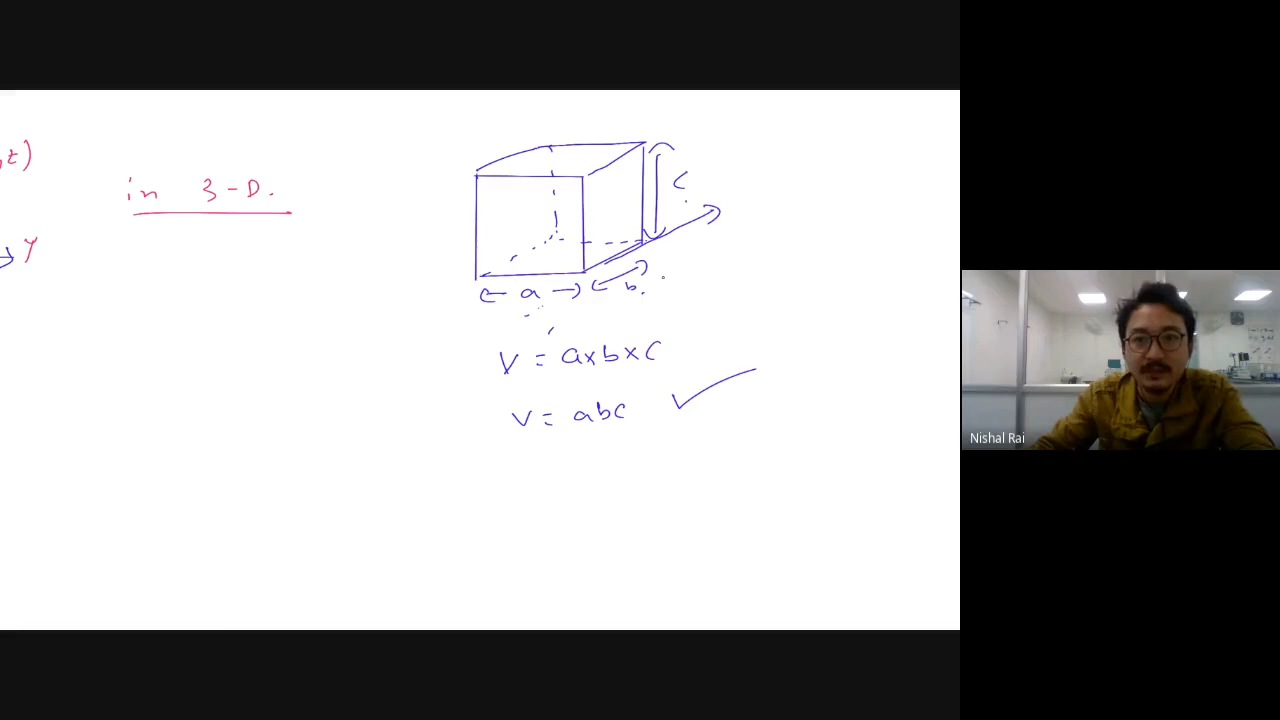 ,t)
in 3-D.
Y
c
a
b.
V = a×b×c
V = abc
Nishal Rai